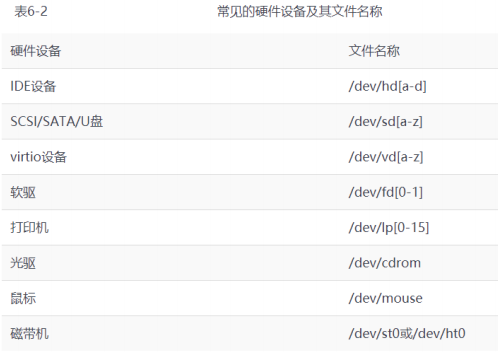 表6-2 常见的硬件设备及其文件名称
硬件设备 文件名称
IDE设备 /dev/hd[a-d]
SCSI/SATA/U盘 /dev/sd[a-z]
virtio设备 /dev/vd[a-z]
软驱 /dev/fd[0-1]
打印机 /dev/lp[0-15]
光驱 /dev/cdrom
鼠标 /dev/mouse
磁带机 /dev/st0或/dev/ht0